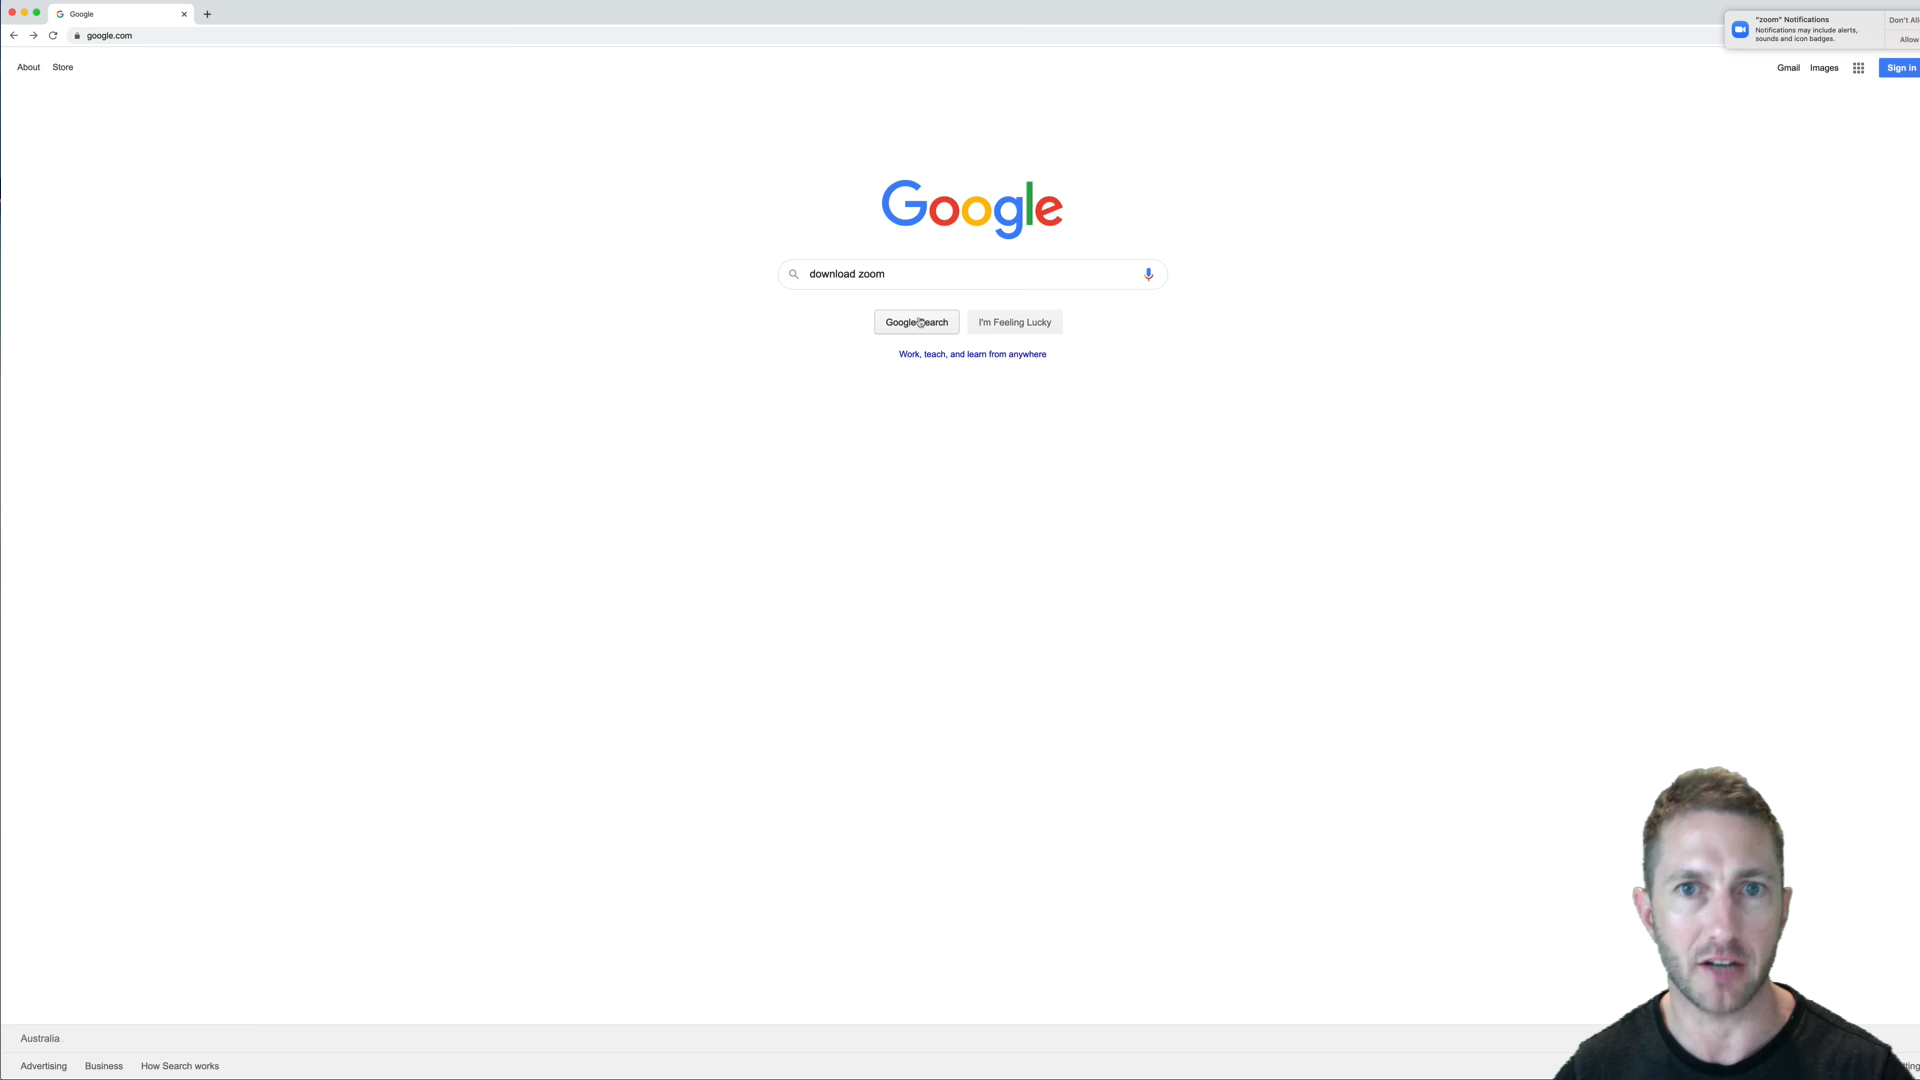 Google
google.com
"zoom" Notifications
Notifications may include alerts,
sounds and icon badges.
Allow
About Store
Gmail Images Sign in
Google
download zoom
Google Search I'm Feeling Lucky
Work, teach, and learn from anywhere
Australia
Advertising Business How Search works